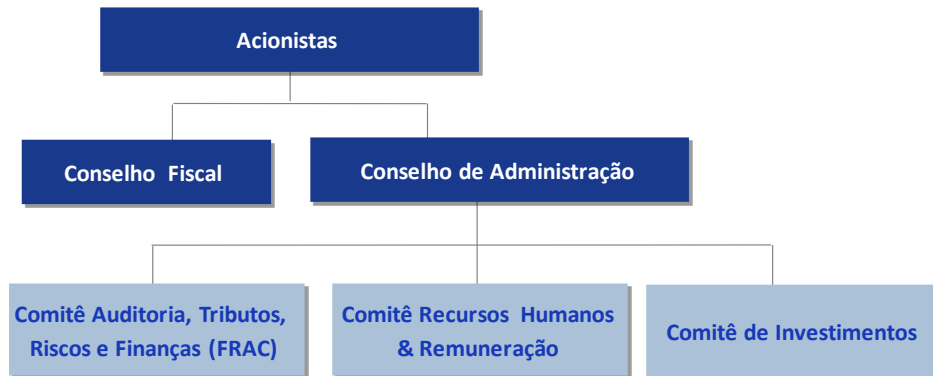 Acionistas
Conselho Fiscal
Conselho de Administração
Comitê Auditoria, Tributos,
Riscos e Finanças (FRAC)
Comitê Recursos Humanos
& Remuneração
Comitê de Investimentos